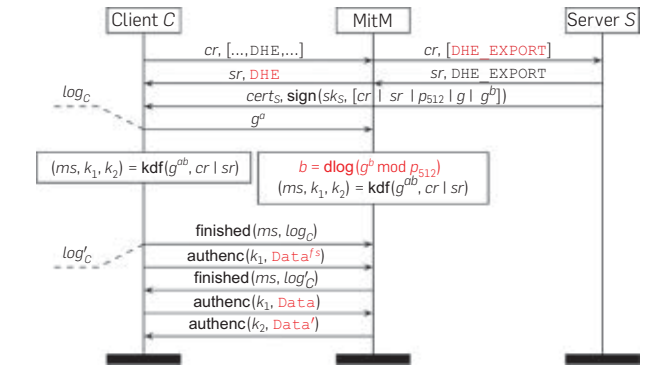 Client C MitM Server S
cr, [...,DHE,...] cr, [DHE_EXPORT]
sr, DHE sr, DHE_EXPORT
log_C certs_S, sign(sk_S, [cr | sr | p_512 | g | g^b])
g^a
(ms, k_1, k_2) = kdf(g^ab, cr | sr) b = dlog(g^b mod p_512)
(ms, k_1, k_2) = kdf(g^ab, cr | sr)
finished(ms, log_C)
log'_C authenc(k_1, Data^fs)
finished(ms, log'_C)
authenc(k_1, Data)
authenc(k_2, Data')